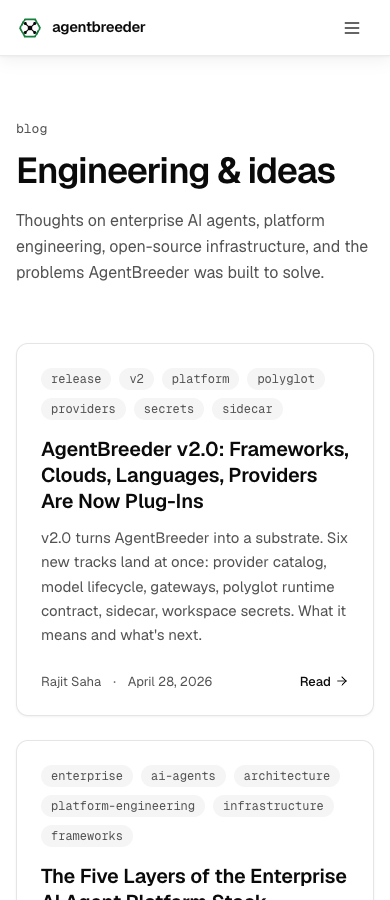 agentbreeder
blog
Engineering & ideas
Thoughts on enterprise AI agents, platform
engineering, open-source infrastructure, and the
problems AgentBreeder was built to solve.
release v2 platform polyglot
providers secrets sidecar
AgentBreeder v2.0: Frameworks,
Clouds, Languages, Providers
Are Now Plug-Ins
v2.0 turns AgentBreeder into a substrate. Six
new tracks land at once: provider catalog,
model lifecycle, gateways, polyglot runtime
contract, sidecar, workspace secrets. What it
means and what's next.
Rajit Saha · April 28, 2026 Read →
enterprise ai-agents architecture
platform-engineering infrastructure
frameworks
The Five Layers of the Enterprise
AI Agent Platform Stack